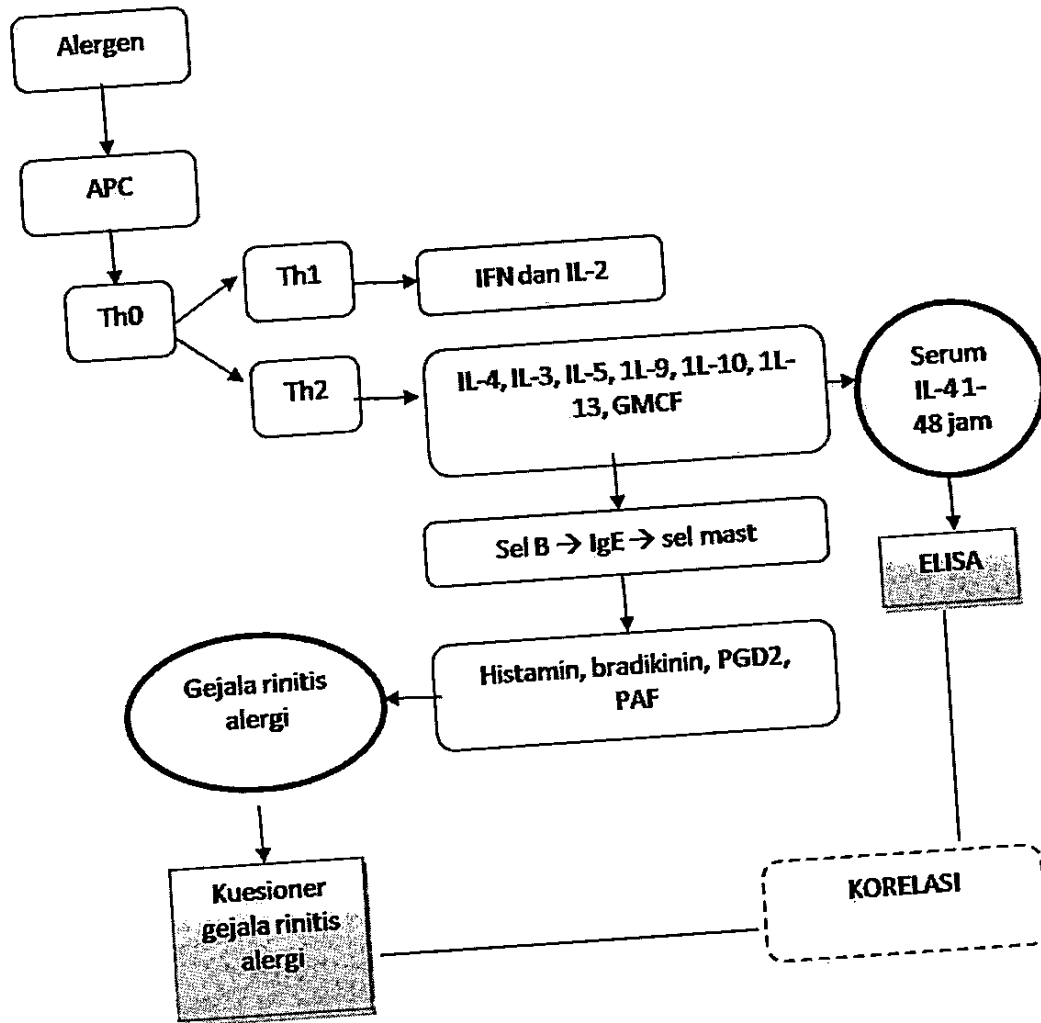 Alergen
APC
Th0
Th1
IFN dan IL-2
Th2
IL-4, IL-3, IL-5, 1L-9, 1L-10, 1L-
13, GMCF
Serum
IL-4 1-
48 jam
Sel B → IgE → sel mast
ELISA
Histamin, bradikinin, PGD2,
PAF
Gejala rinitis
alergi
Kuesioner
gejala rinitis
alergi
KORELASI